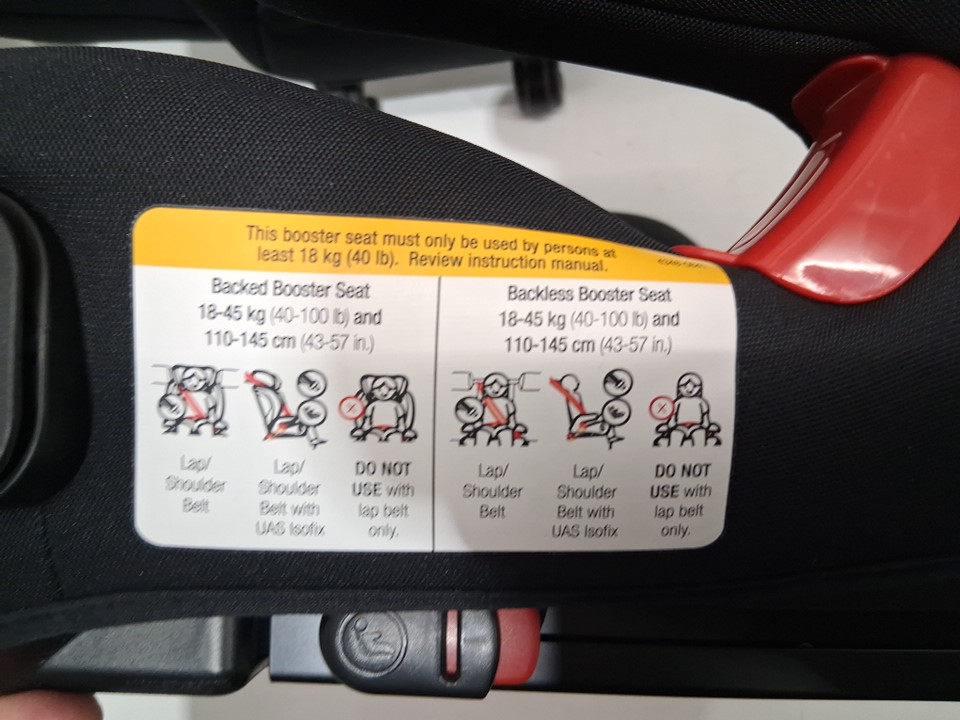 This booster seat must only be used by persons at
least 18 kg (40 lb). Review instruction manual.
Backed Booster Seat
18-45 kg (40-100 lb) and
110-145 cm (43-57 in.)
Lap/
Shoulder
Belt
Lap/
Shoulder
Belt with
UAS Isofix
DO NOT
USE with
lap belt
only.
Backless Booster Seat
18-45 kg (40-100 lb) and
110-145 cm (43-57 in.)
Lap/
Shoulder
Belt
Lap/
Shoulder
Belt with
UAS Isofix
DO NOT
USE with
lap belt
only.